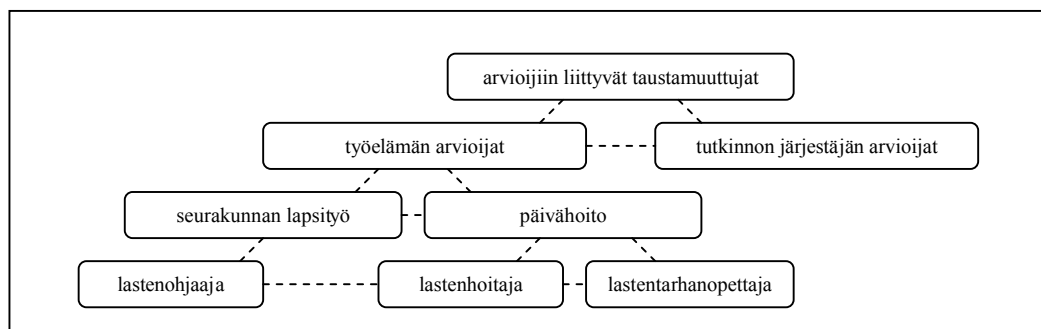 arvioijiin liittyvät taustamuuttujat
työelämän arvioijat
tutkinnon järjestäjän arvioijat
seurakunnan lapsityö
päivähoito
lastenohjaaja
lastenhoitaja
lastentarhanopettaja